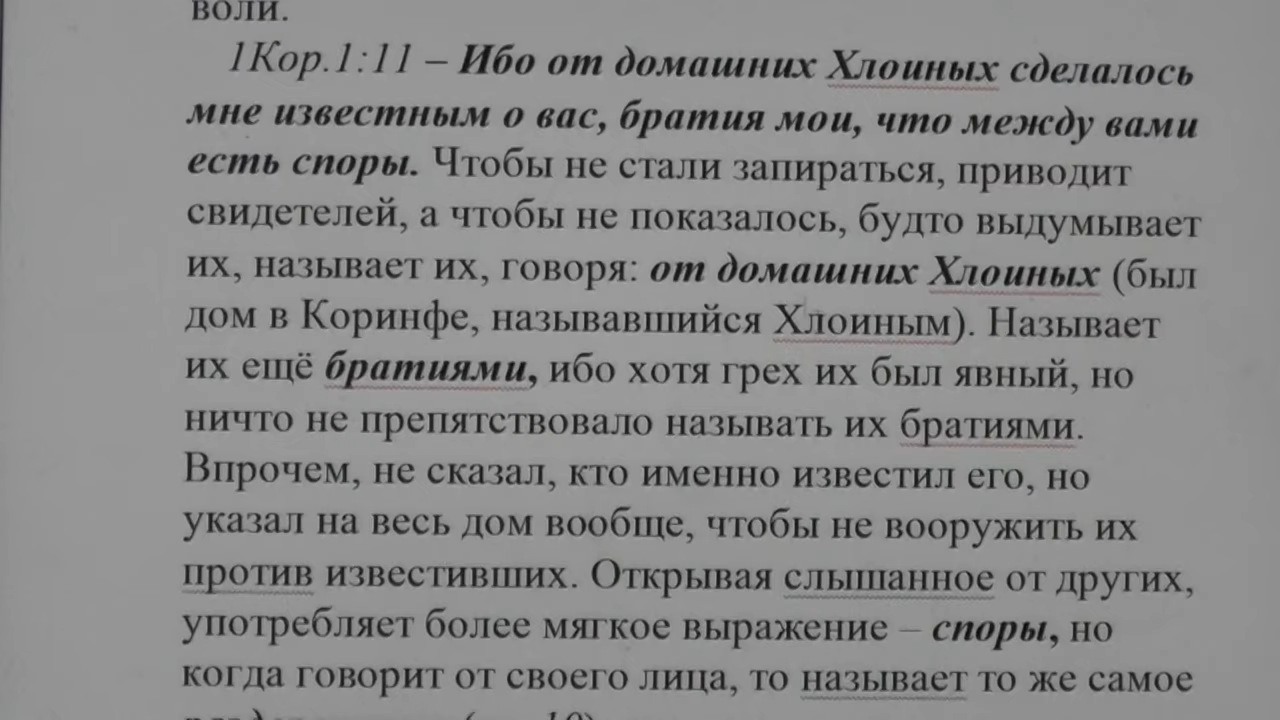 воли.
1Кор.1:11 – Ибо от домашних Хлоиных сделалось
мне известным о вас, братия мои, что между вами
есть споры. Чтобы не стали запираться, приводит
свидетелей, а чтобы не показалось, будто выдумывает
их, называет их, говоря: от домашних Хлоиных (был
дом в Коринфе, называвшийся Хлоиным). Называет
их ещё братиями, ибо хотя грех их был явный, но
ничто не препятствовало называть их братиями.
Впрочем, не сказал, кто именно известил его, но
указал на весь дом вообще, чтобы не вооружить их
против известивших. Открывая слышанное от других,
употребляет более мягкое выражение – споры, но
когда говорит от своего лица, то называет то же самое